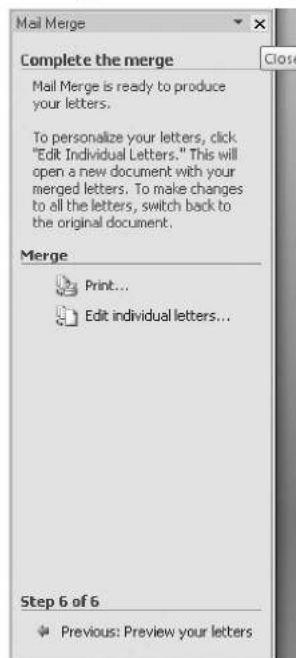 Mail Merge
Complete the merge
Close
Mail Merge is ready to produce
your letters.
To personalize your letters, click
"Edit Individual Letters." This will
open a new document with your
merged letters. To make changes
to all the letters, switch back to
the original document.
Merge
Print...
Edit individual letters...
Step 6 of 6
Previous: Preview your letters